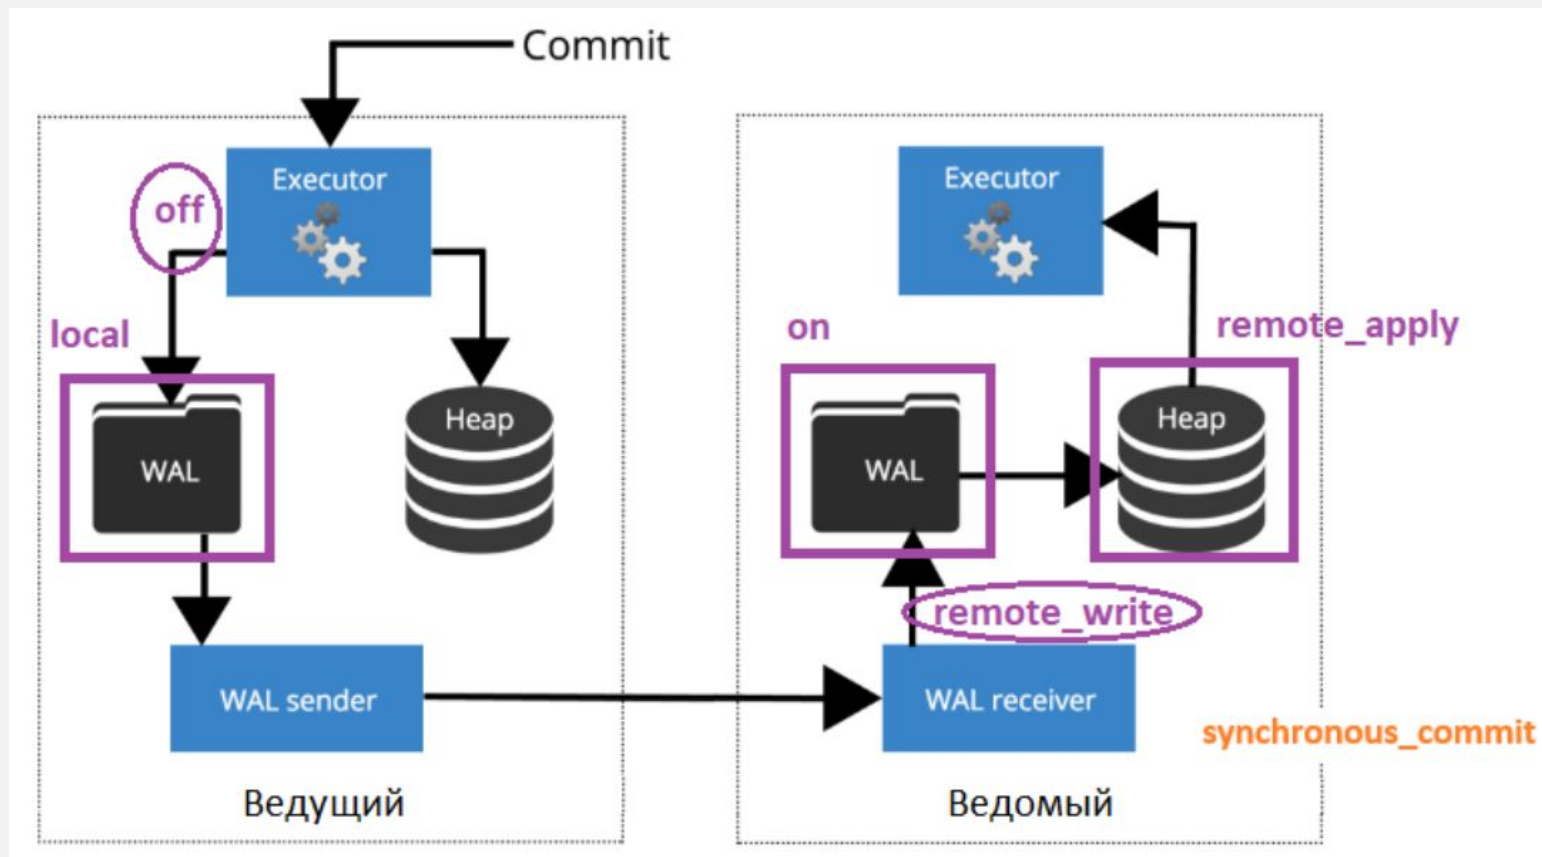 Commit
Executor
off
local
WAL
Heap
WAL sender
Ведущий
Executor
on
remote_apply
WAL
Heap
remote_write
WAL receiver
synchronous_commit
Ведомый